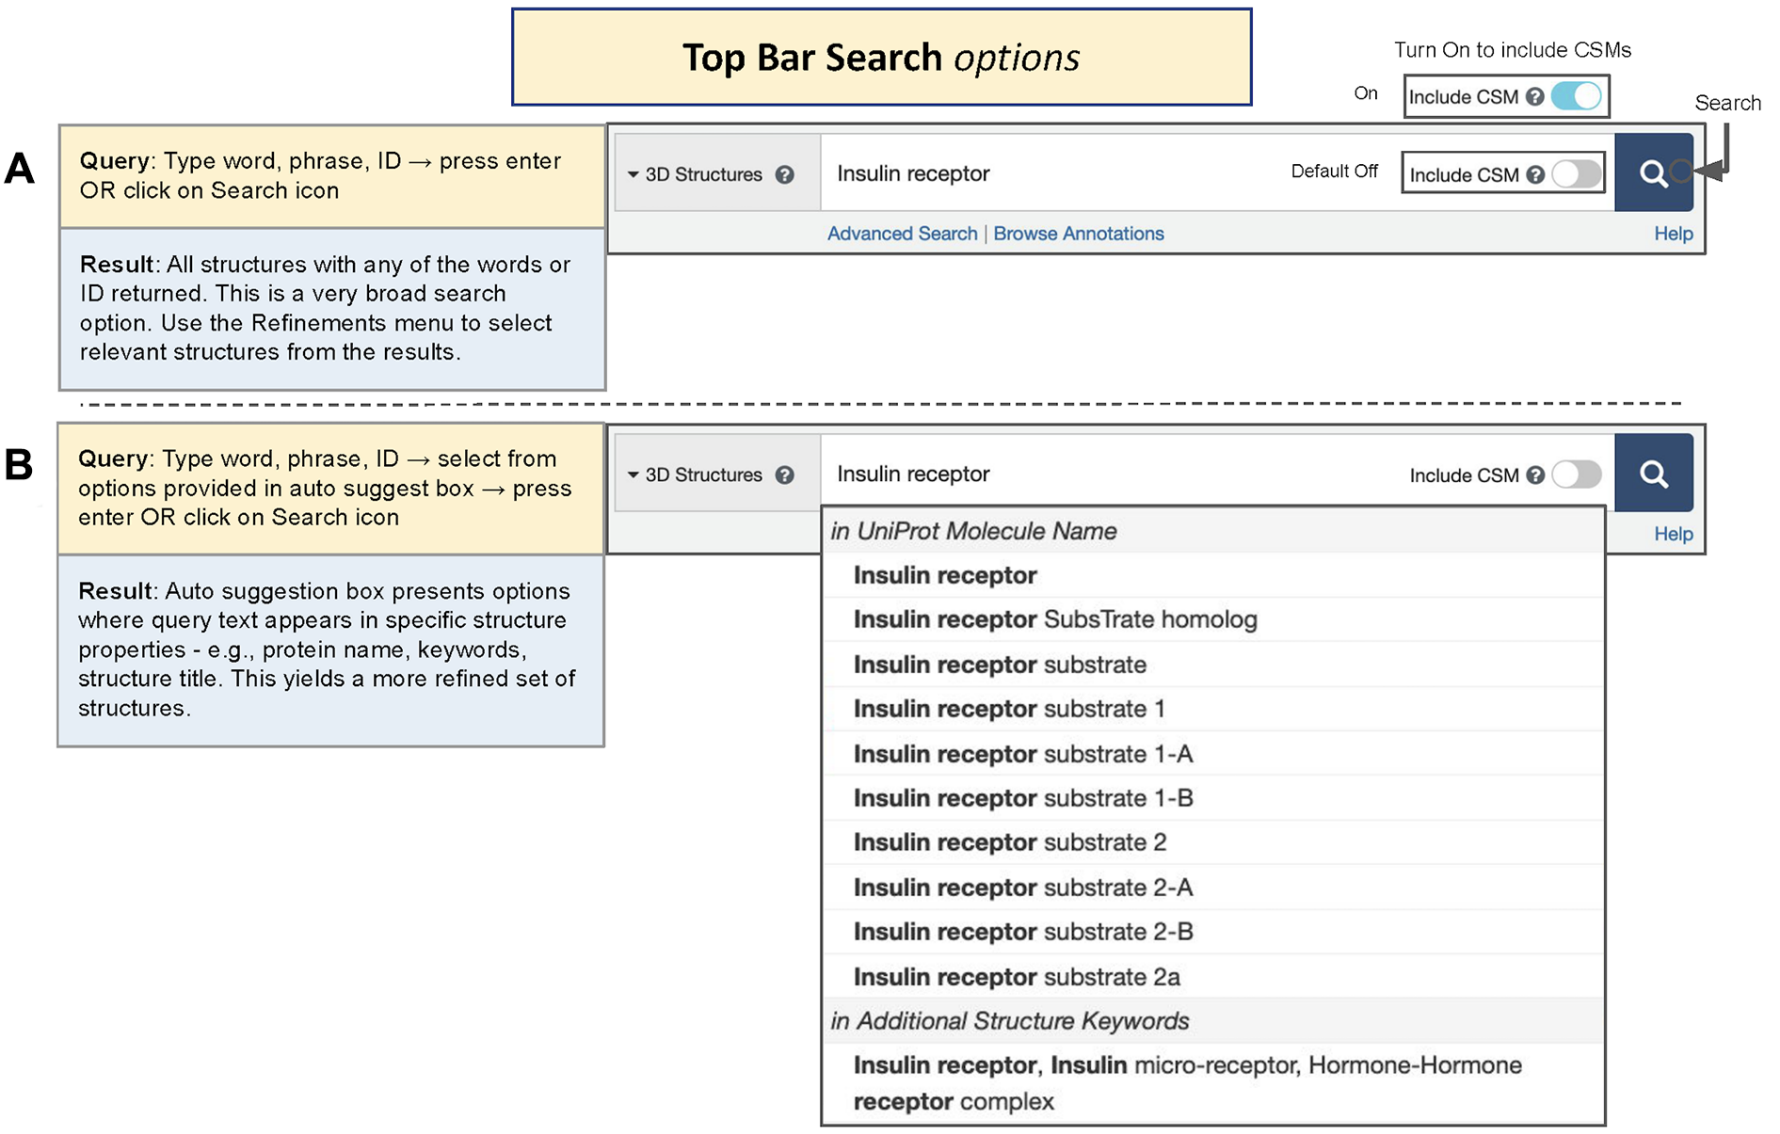 Top Bar Search options
Turn On to include CSMs
On
Include CSM ?
Search
A
Query: Type word, phrase, ID → press enter
OR click on Search icon
3D Structures ?
Insulin receptor
Default Off
Include CSM ?
Advanced Search | Browse Annotations
Help
Result: All structures with any of the words or
ID returned. This is a very broad search
option. Use the Refinements menu to select
relevant structures from the results.
B
Query: Type word, phrase, ID → select from
options provided in auto suggest box → press
enter OR click on Search icon
3D Structures ?
Insulin receptor
Include CSM ?
Help
Result: Auto suggestion box presents options
where query text appears in specific structure
properties - e.g., protein name, keywords,
structure title. This yields a more refined set of
structures.
in UniProt Molecule Name
Insulin receptor
Insulin receptor SubsTrate homolog
Insulin receptor substrate
Insulin receptor substrate 1
Insulin receptor substrate 1-A
Insulin receptor substrate 1-B
Insulin receptor substrate 2
Insulin receptor substrate 2-A
Insulin receptor substrate 2-B
Insulin receptor substrate 2a
in Additional Structure Keywords
Insulin receptor, Insulin micro-receptor, Hormone-Hormone
receptor complex